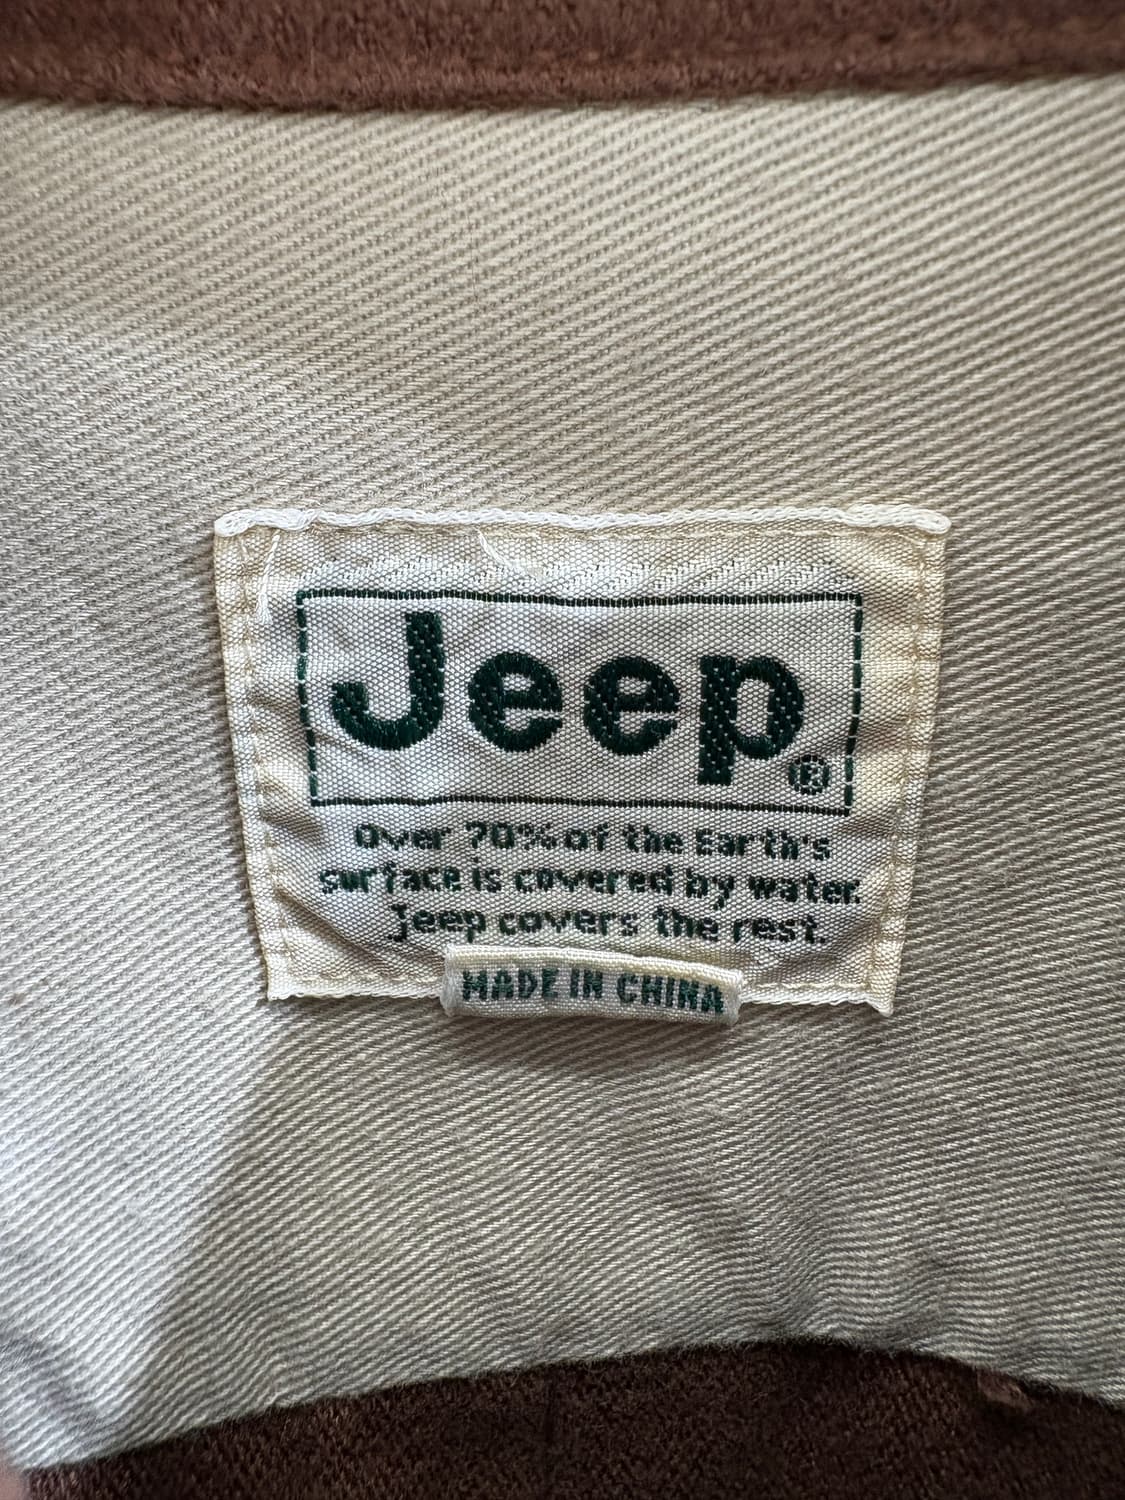 Jeep®
Over 70% of the Earth's
surface is covered by water.
Jeep covers the rest.
MADE IN CHINA